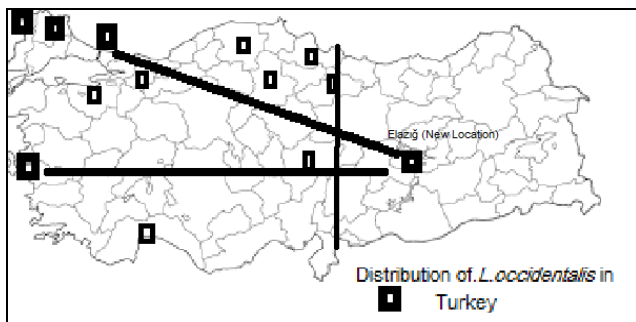 Elazığ (New Location)
Distribution of.L.occidentalis in
Turkey